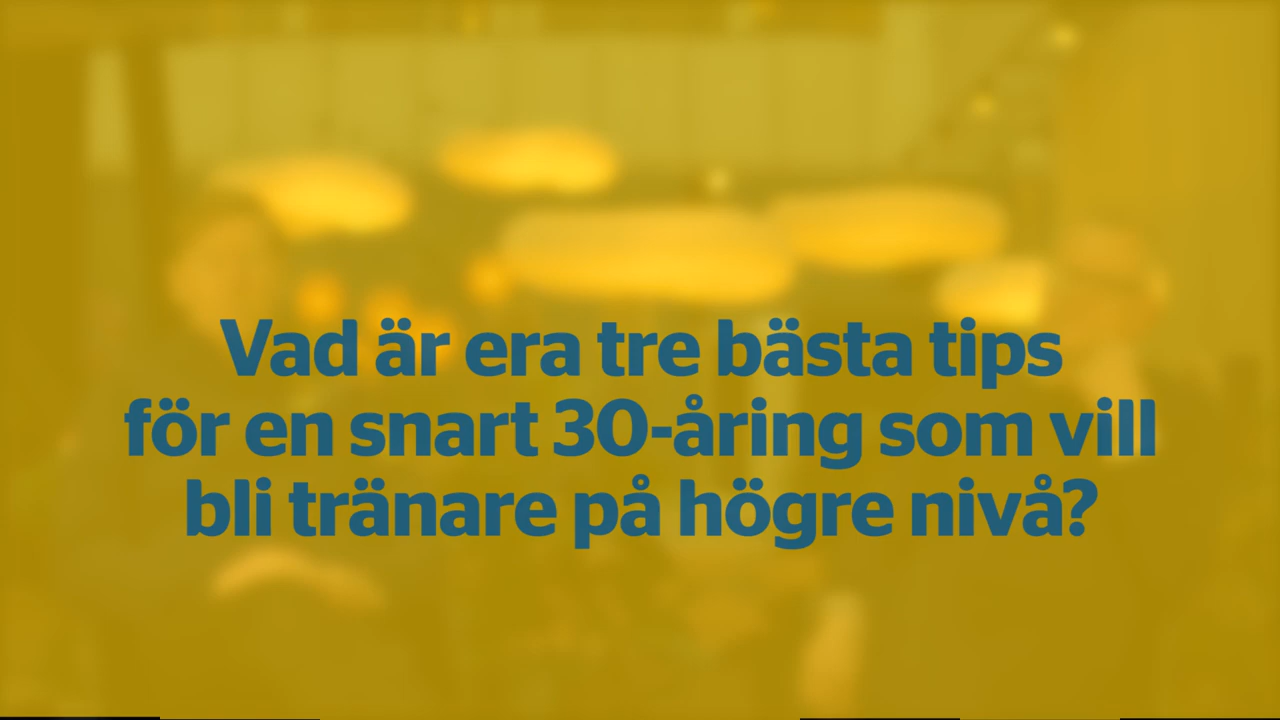 Vad är era tre bästa tips
för en snart 30-åring som vill
bli tränare på högre nivå?